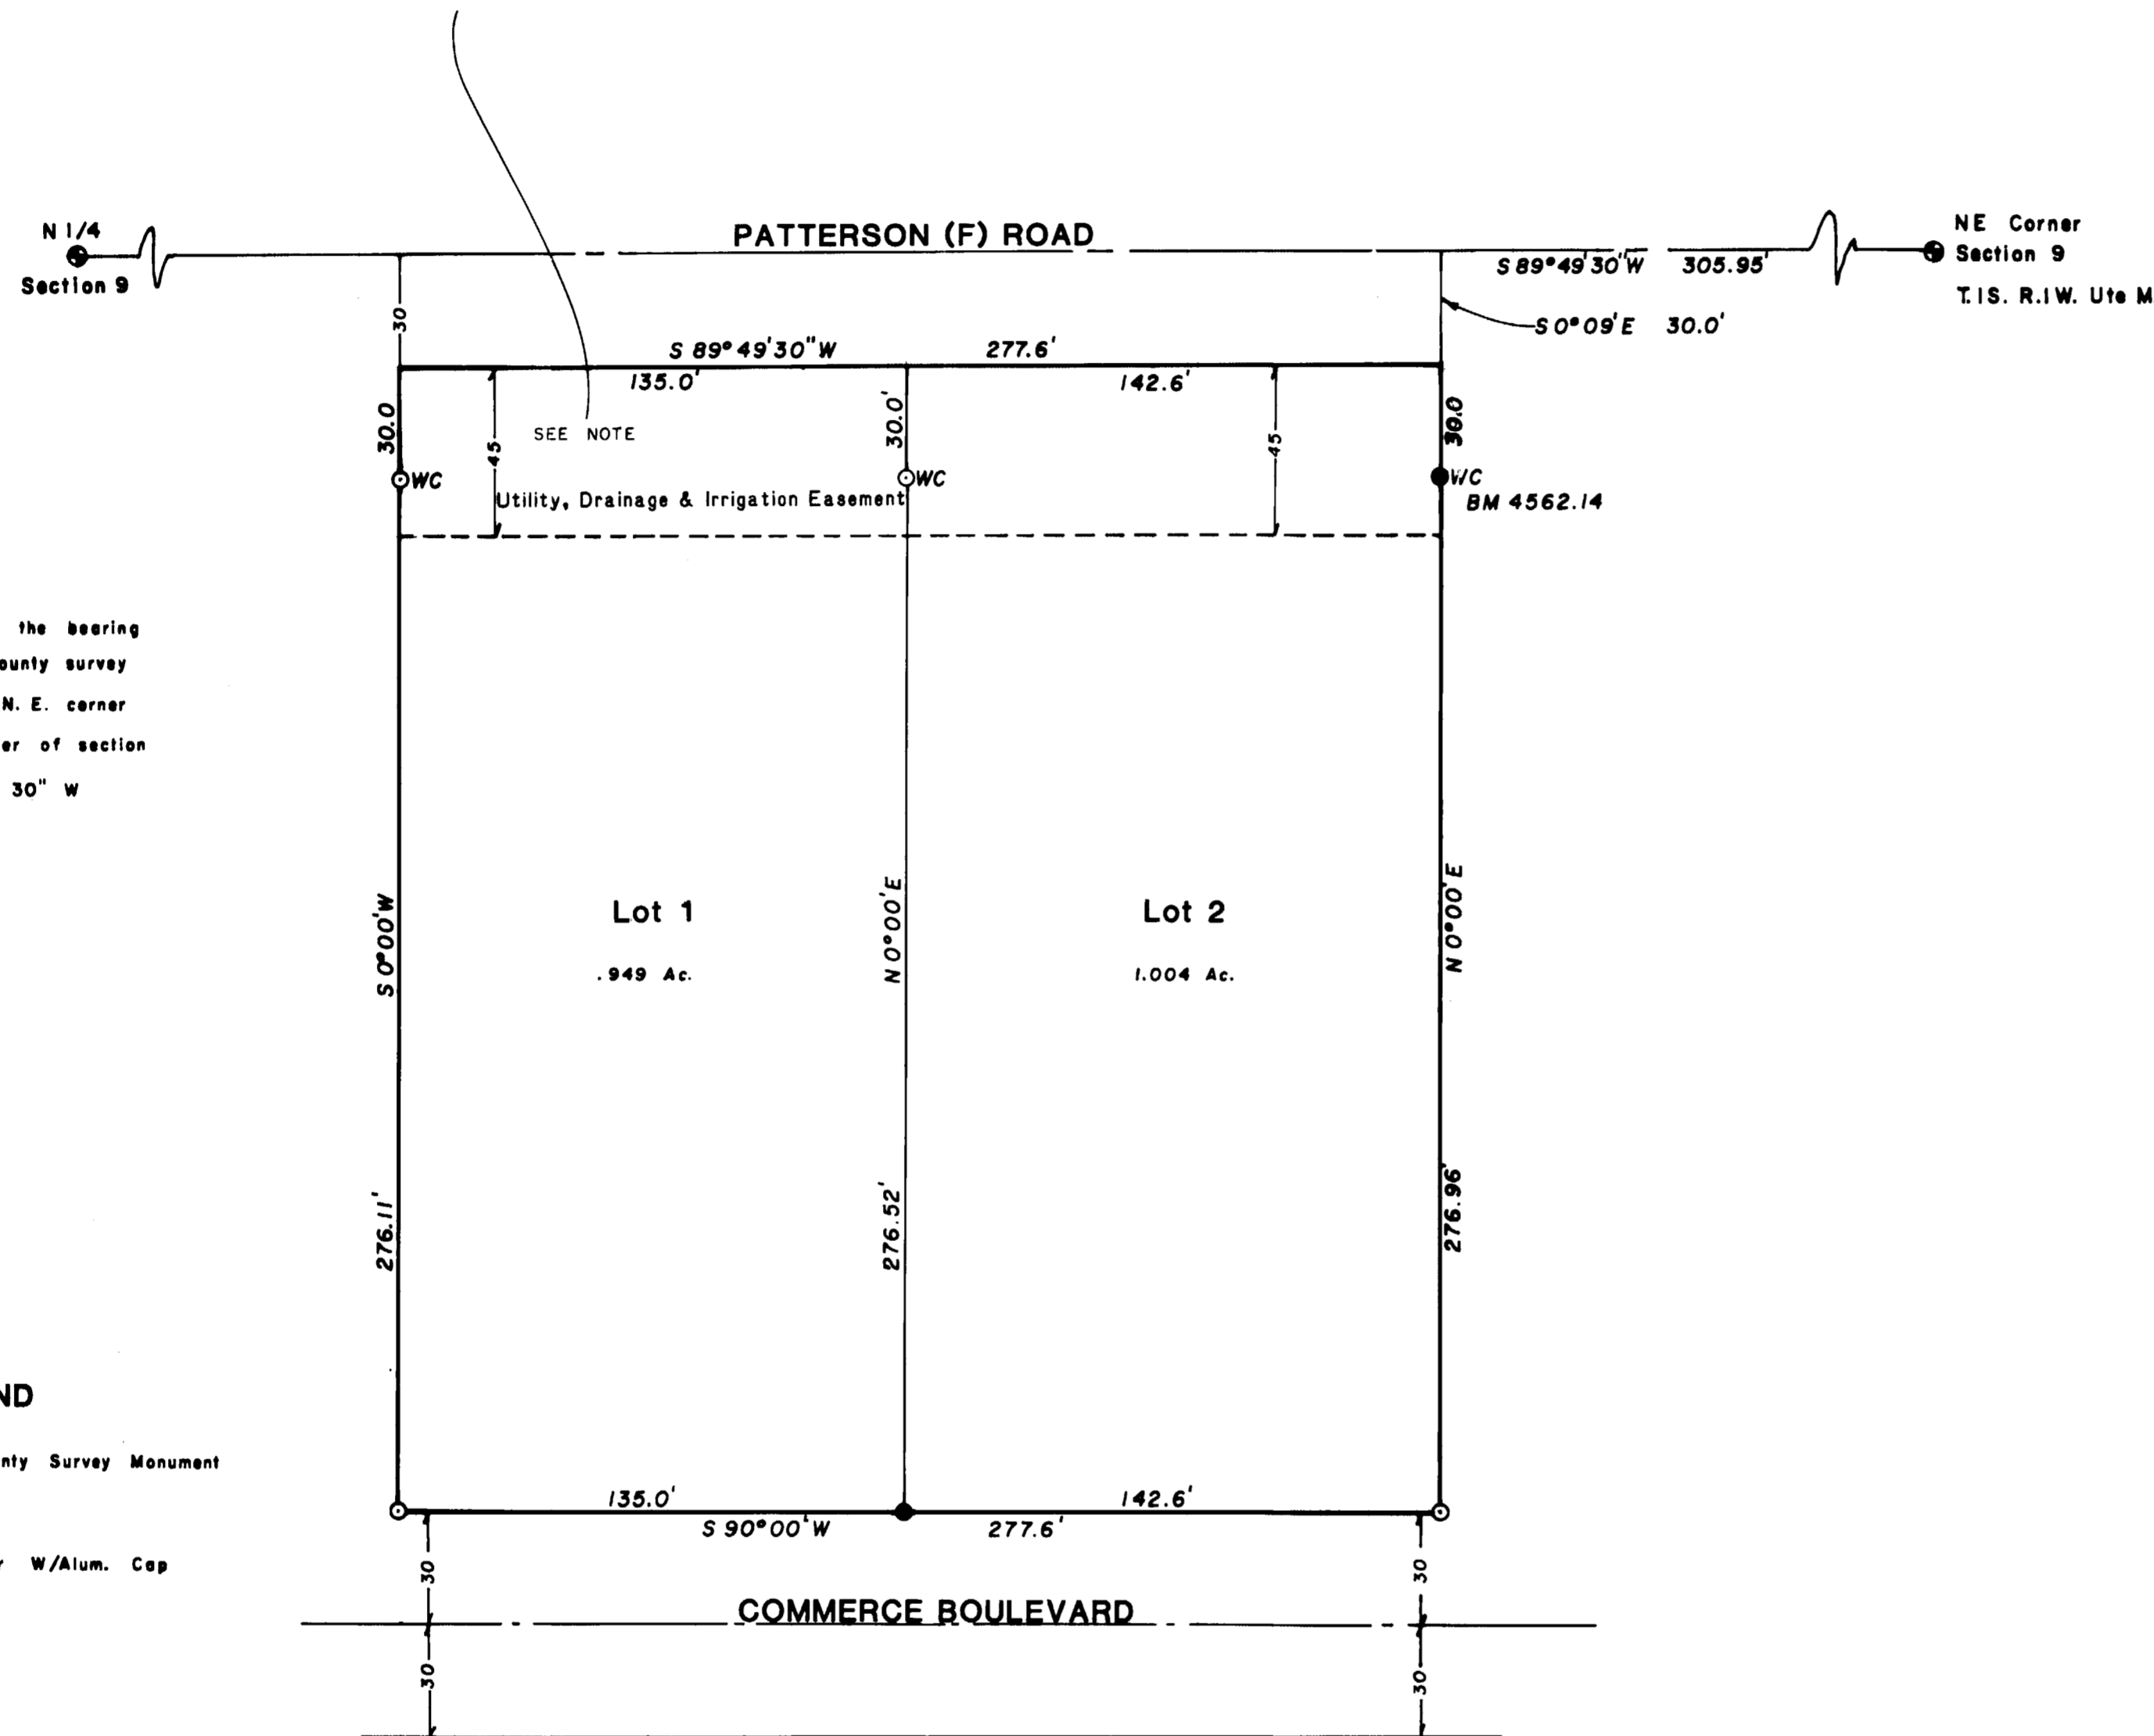 N 1/4
Section 9
PATTERSON (F) ROAD
NE Corner
Section 9
T.1S. R.1W. Ute M
S 89°49'30"W 305.95'
S 0°09'E 30.0'
30
S 89°49'30"W 277.6'
135.0' 142.6'
30.0
30.0'
30.0
45
45
SEE NOTE
WC
WC
WC
Utility, Drainage & Irrigation Easement
BM 4562.14
the bearing
ounty survey
N. E. corner
er of section
30" W
Lot 1
.949 Ac.
Lot 2
1.004 Ac.
S 0°00'W
276.11'
N 0°00'E
276.52'
N 0°00'E
276.96'
ND
nty Survey Monument
r W/Alum. Cap
135.0' 142.6'
S 90°00'W 277.6'
30
30
COMMERCE BOULEVARD
30
30